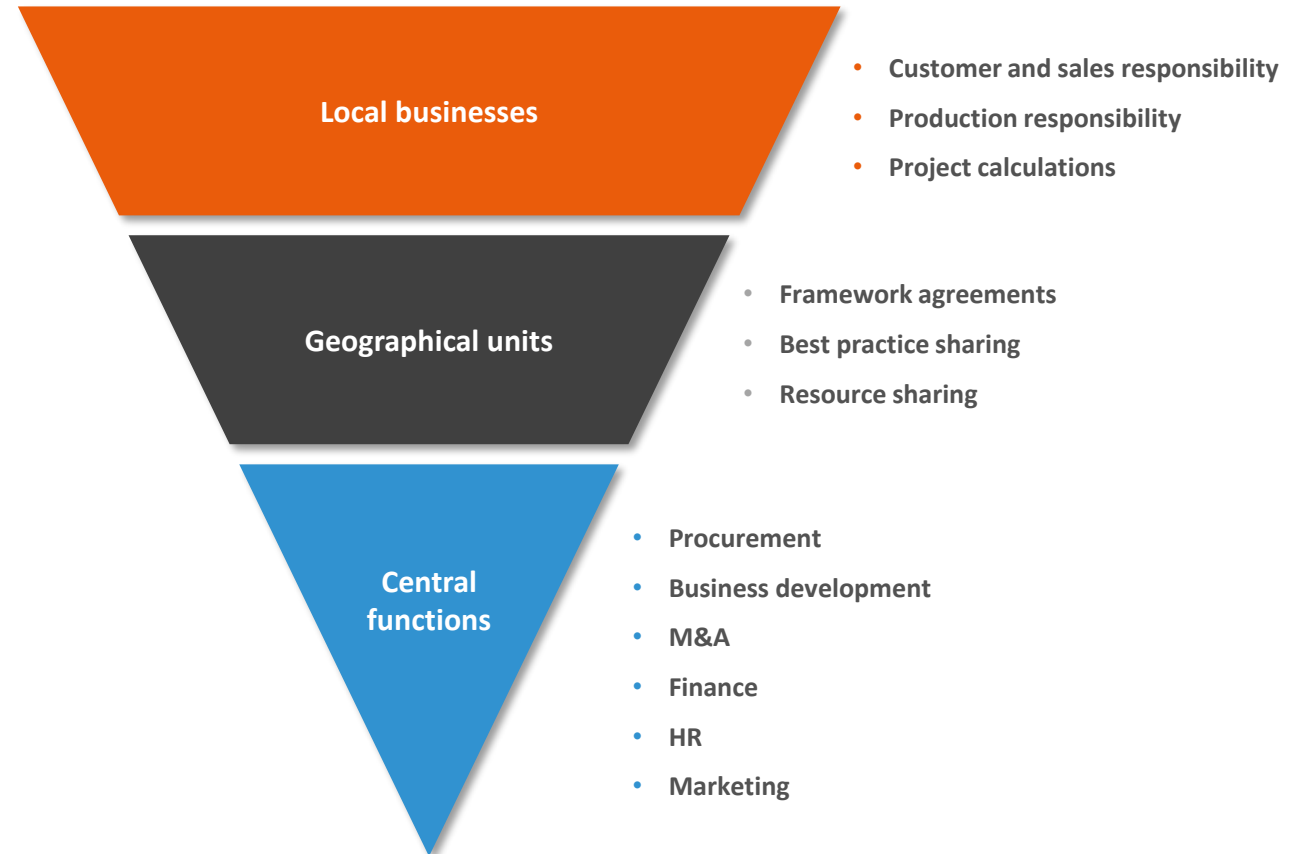 Local businesses
• Customer and sales responsibility
• Production responsibility
• Project calculations
Geographical units
• Framework agreements
• Best practice sharing
• Resource sharing
Central
functions
• Procurement
• Business development
• M&A
• Finance
• HR
• Marketing